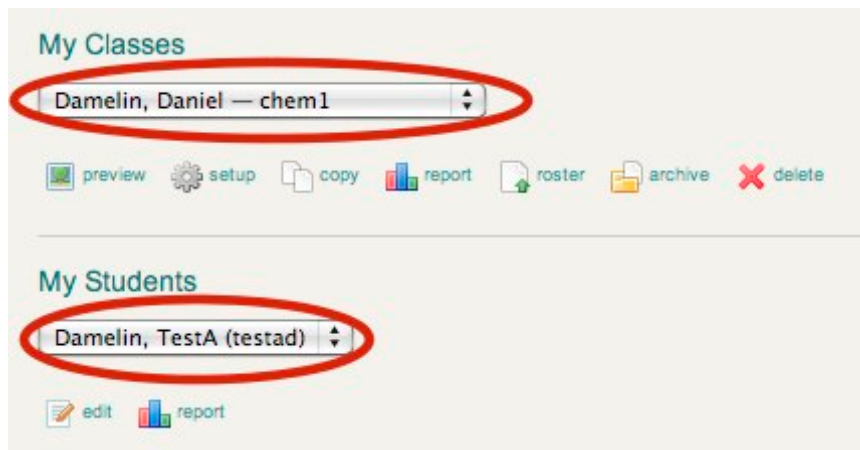 My Classes
Damelin, Daniel — chem1
preview setup copy report roster archive delete
My Students
Damelin, TestA (testad)
edit report